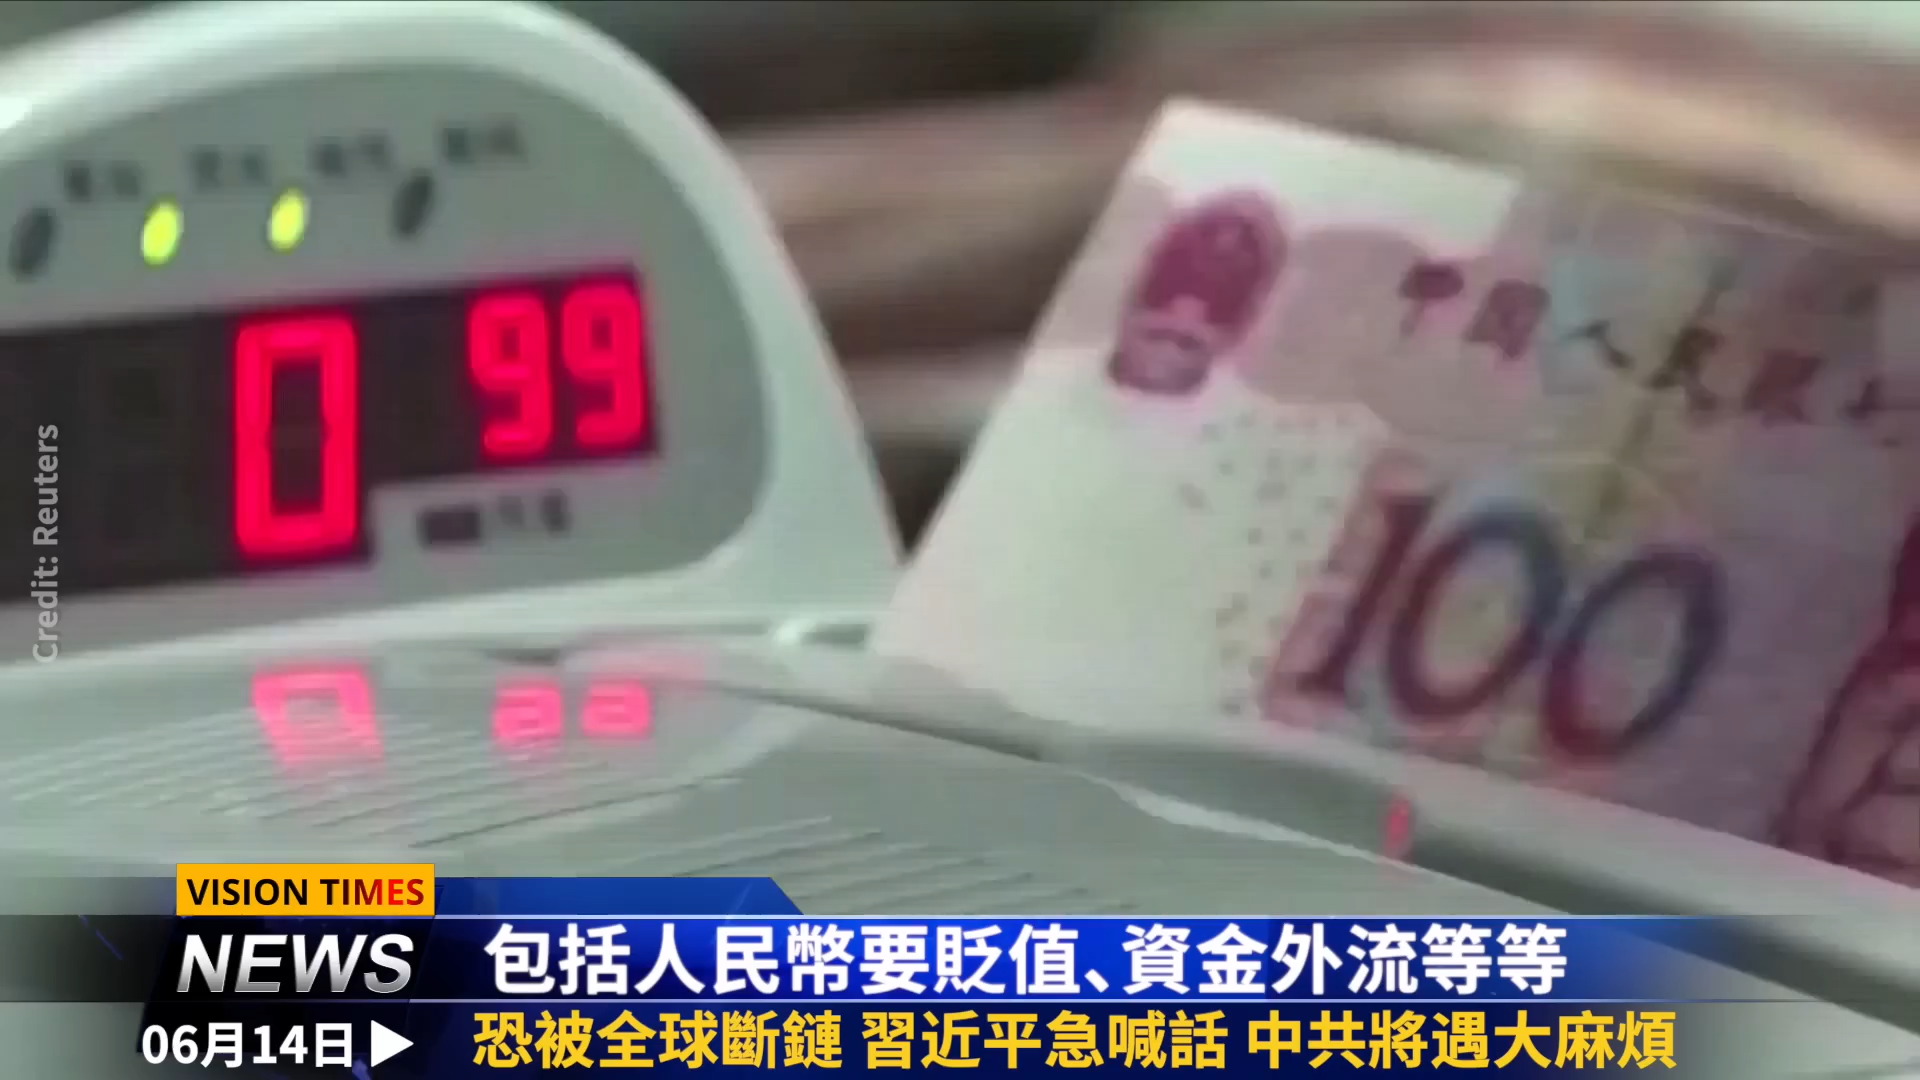 0 99
中国人民银
100
Credit: Reuters
VISION TIMES
NEWS
包括人民幣要貶值、資金外流等等
06月14日
恐被全球斷鏈 習近平急喊話 中共將遇大麻煩